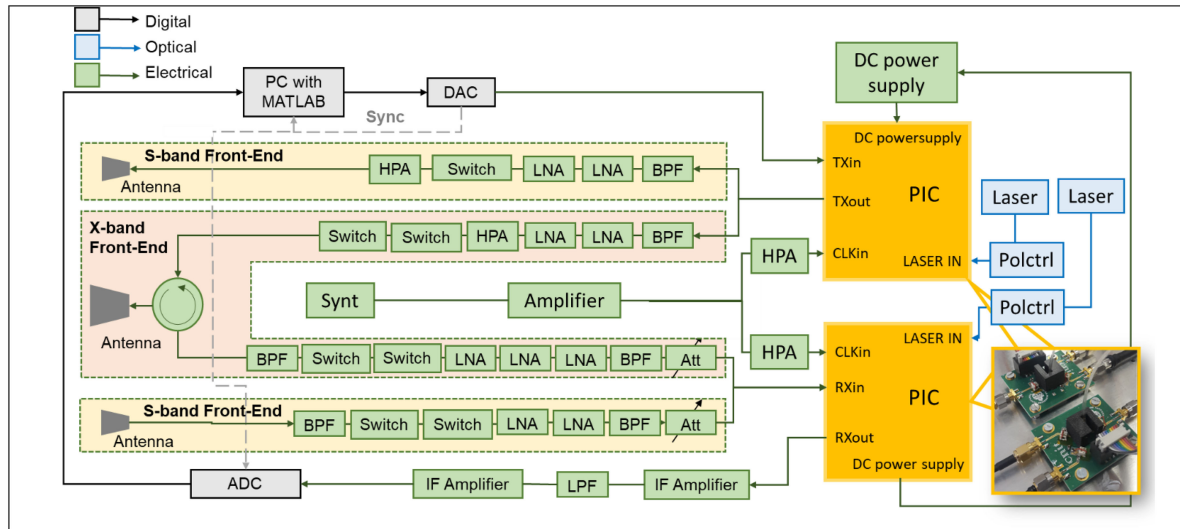 Digital
Optical
Electrical
PC with
MATLAB
DAC
Sync
DC power
supply
S-band Front-End
Antenna
HPA
Switch
LNA
LNA
BPF
X-band
Front-End
Switch
Switch
HPA
LNA
LNA
BPF
Antenna
Synt
Amplifier
HPA
HPA
BPF
Switch
Switch
LNA
LNA
LNA
BPF
Att
S-band Front-End
Antenna
BPF
Switch
Switch
LNA
LNA
BPF
Att
ADC
IF Amplifier
LPF
IF Amplifier
DC powersupply
TXin
PIC
TXout
CLKin
LASER IN
Laser
Laser
Polctrl
Polctrl
LASER IN
CLKin
RXin
PIC
RXout
DC power supply